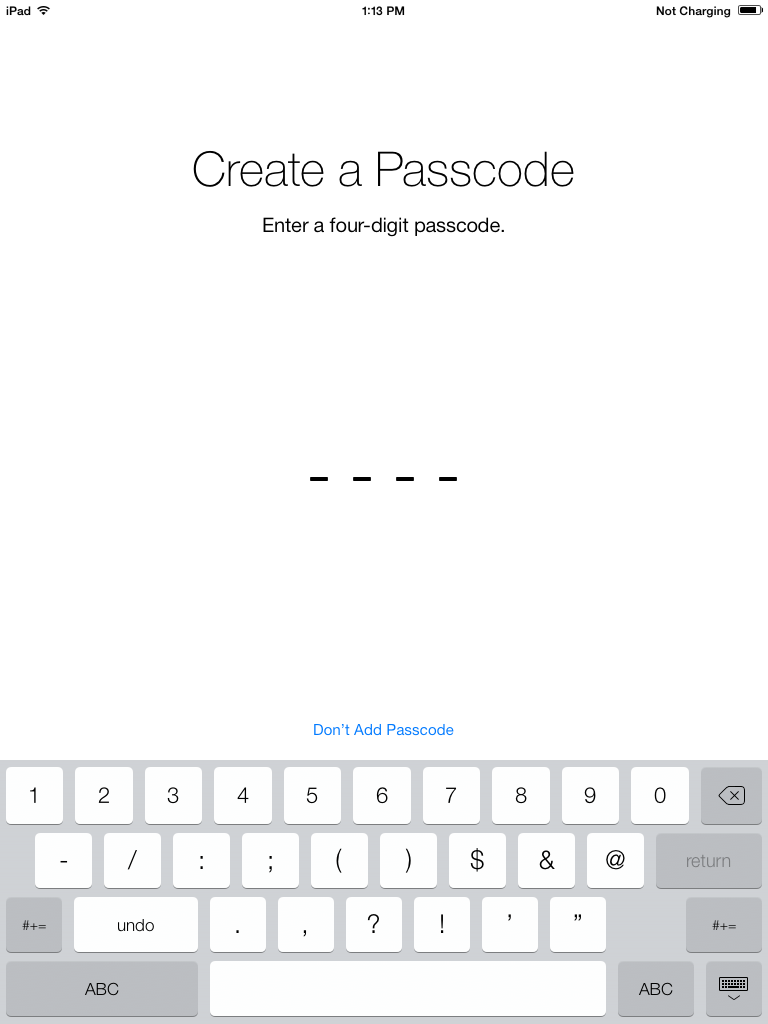 iPad 1:13 PM Not Charging
Create a Passcode
Enter a four-digit passcode.
Don’t Add Passcode
1 2 3 4 5 6 7 8 9 0
- / : ; ( ) $ & @ return
#+= undo . , ? ! ’ ” #+=
ABC ABC